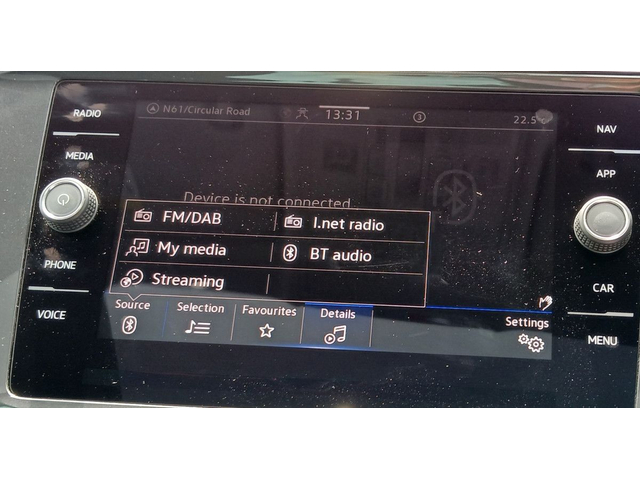 RADIO
N61/Circular Road
13:31
3
22.5°C
NAV
MEDIA
APP
Device is not connected.
FM/DAB
I.net radio
My media
BT audio
Streaming
PHONE
CAR
VOICE
Source
Selection
Favourites
Details
Settings
MENU